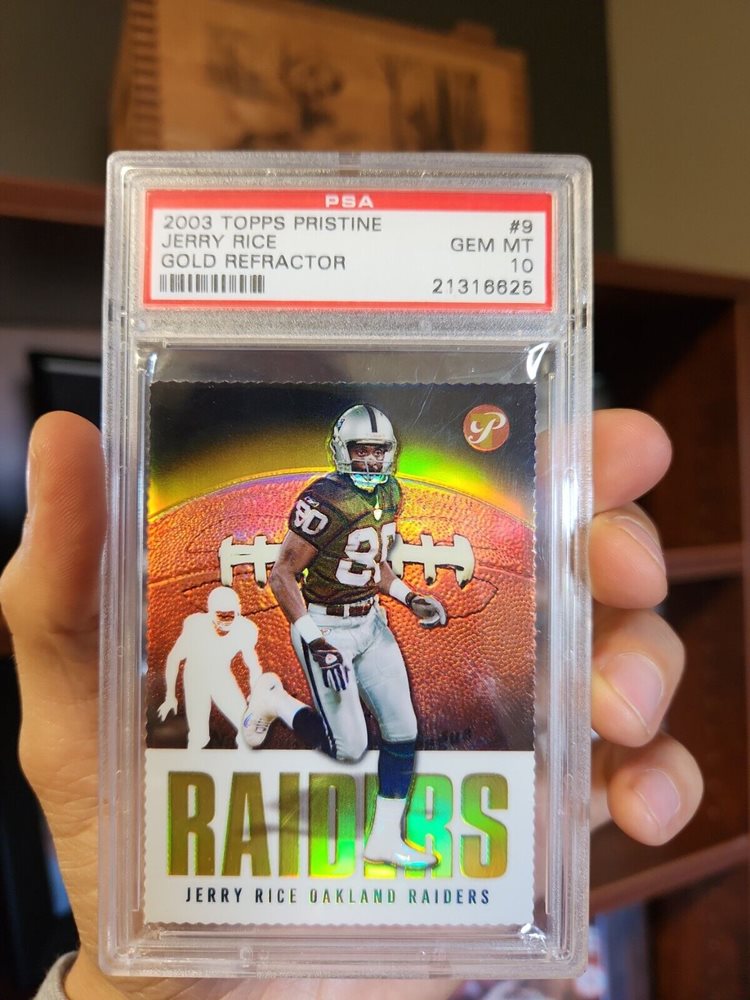 PSA
2003 TOPPS PRISTINE #9
JERRY RICE GEM MT
GOLD REFRACTOR 10
21316625
P
80
80
RAIDERS
JERRY RICE OAKLAND RAIDERS